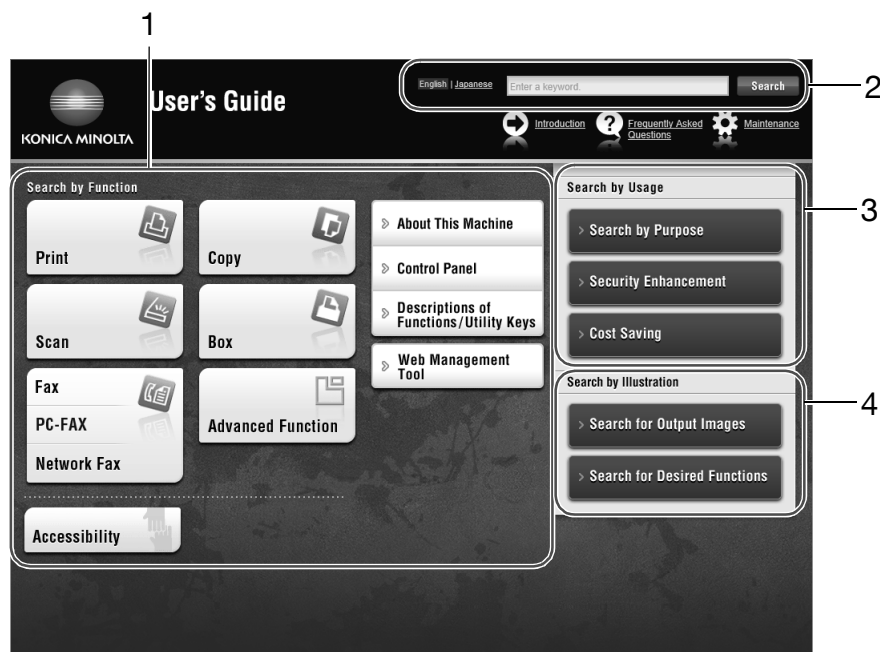 1
English | Japanese
Enter a keyword.
Search
2
User's Guide
KONICA MINOLTA
Introduction
Frequently Asked
Questions
Maintenance
Search by Function
Print
Copy
Scan
Box
Fax
PC-FAX
Network Fax
Advanced Function
Accessibility
About This Machine
Control Panel
Descriptions of
Functions/Utility Keys
Web Management
Tool
Search by Usage
3
Search by Purpose
Security Enhancement
Cost Saving
Search by Illustration
4
Search for Output Images
Search for Desired Functions